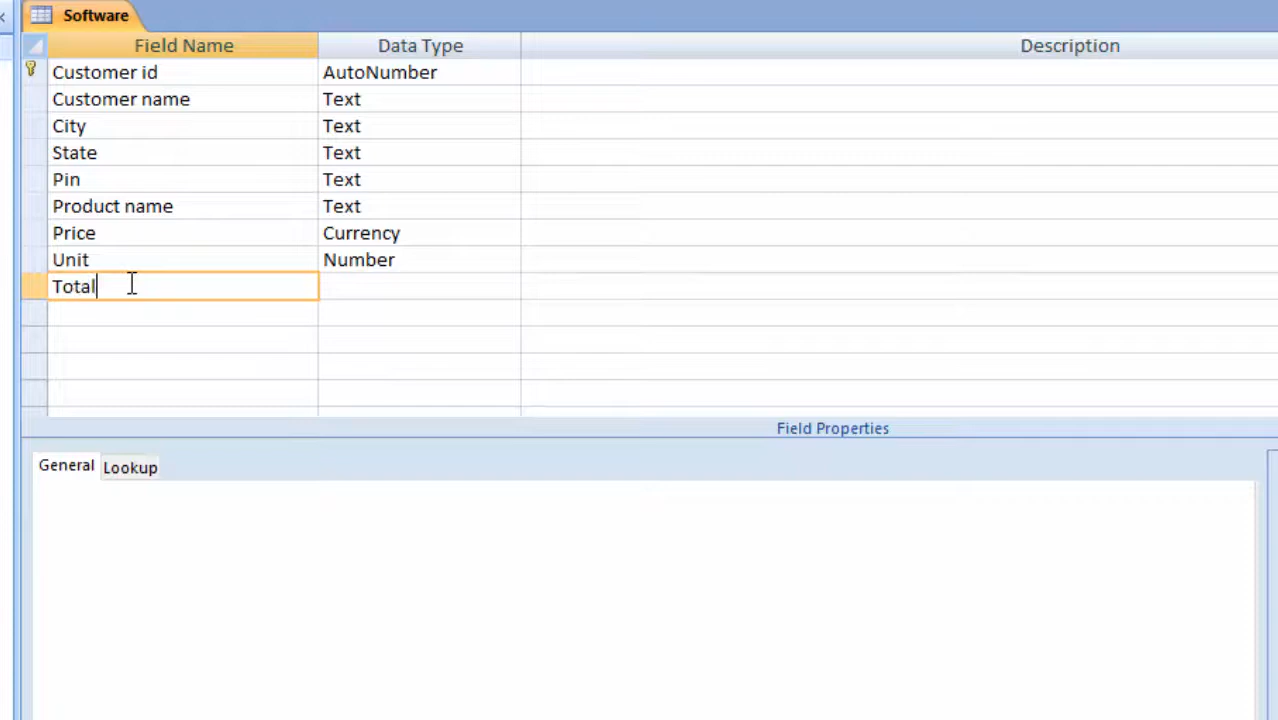 Software
Field Name Data Type Description
Customer id AutoNumber
Customer name Text
City Text
State Text
Pin Text
Product name Text
Price Currency
Unit Number
Total
Field Properties
General Lookup